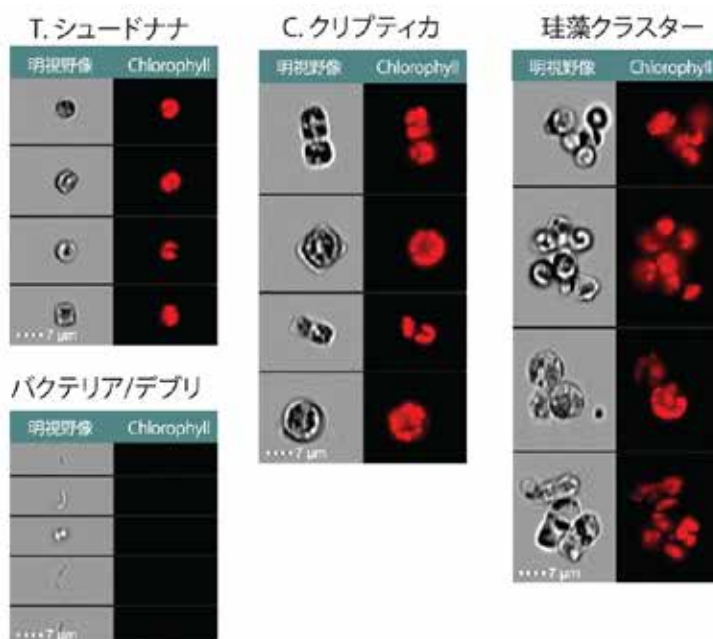 T. シュードナナ
明視野像 Chlorophyll
7 μm
バクテリア/デブリ
明視野像 Chlorophyll
7 μm
C. クリプティカ
明視野像 Chlorophyll
7 μm
珪藻クラスター
明視野像 Chlorophyll
7 μm